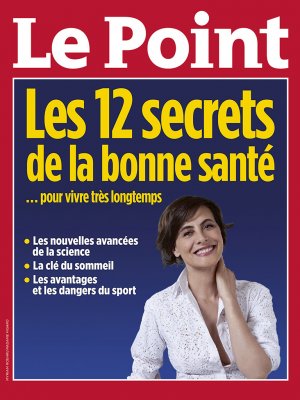 Le Point
Les 12 secrets
de la bonne santé
... pour vivre très longtemps
• Les nouvelles avancées
de la science
• La clé du sommeil
• Les avantages
et les dangers du sport